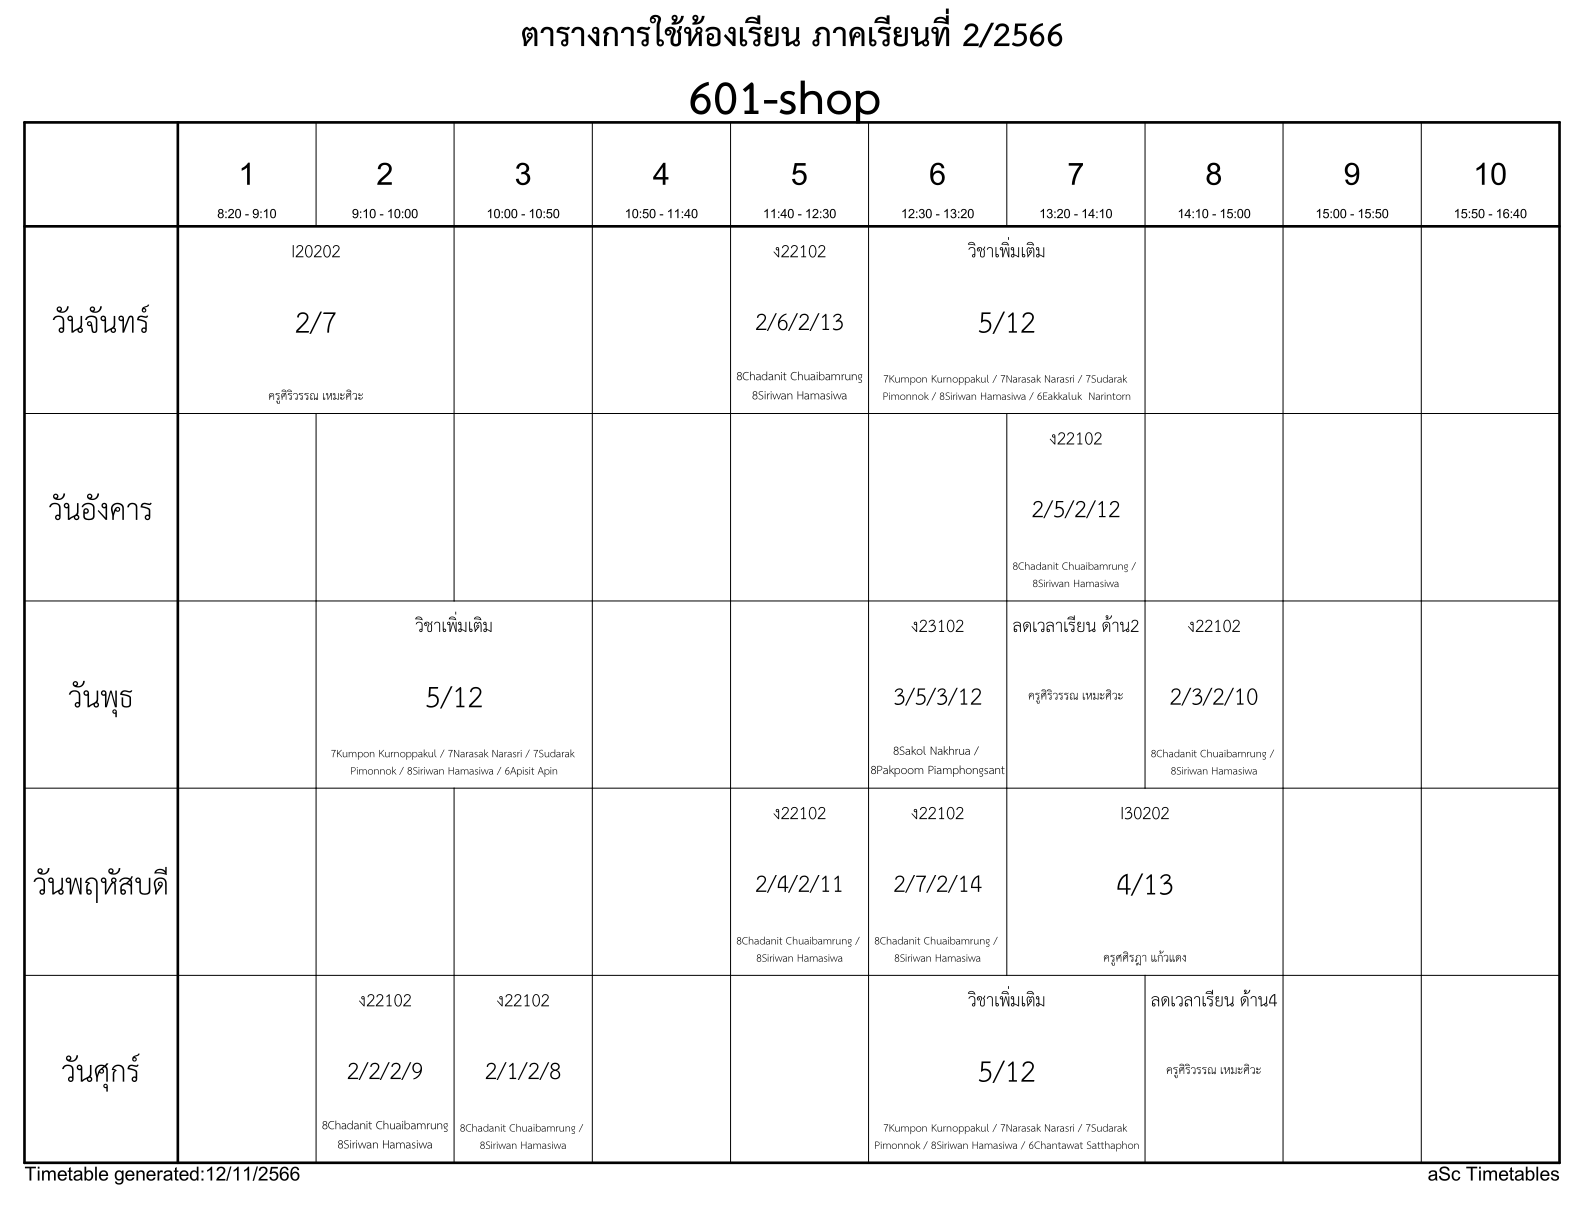 ตารางการใช้ห้องเรียน ภาคเรียนที่ 2/2566
601-shop
1 2 3 4 5 6 7 8 9 10
8:20 - 9:10 9:10 - 10:00 10:00 - 10:50 10:50 - 11:40 11:40 - 12:30 12:30 - 13:20 13:20 - 14:10 14:10 - 15:00 15:00 - 15:50 15:50 - 16:40
วันจันทร์
I20202
2/7
ครูศิริวรรณ เหมะศิวะ
ง22102
2/6/2/13
8Chadanit Chuaibamrung
8Siriwan Hamasiwa
วิชาเพิ่มเติม
5/12
7Kumpon Kurnoppakul / 7Narasak Narasri / 7Sudarak
Pimonnok / 8Siriwan Hamasiwa / 6Eakkaluk Narintorn
วันอังคาร
ง22102
2/5/2/12
8Chadanit Chuaibamrung /
8Siriwan Hamasiwa
วันพุธ
วิชาเพิ่มเติม
5/12
7Kumpon Kurnoppakul / 7Narasak Narasri / 7Sudarak
Pimonnok / 8Siriwan Hamasiwa / 6Apisit Apin
ง23102
3/5/3/12
8Sakol Nakhrua /
8Pakpoom Piamphongsant
ลดเวลาเรียน ด้าน2
ครูศิริวรรณ เหมะศิวะ
ง22102
2/3/2/10
8Chadanit Chuaibamrung /
8Siriwan Hamasiwa
วันพฤหัสบดี
ง22102
2/4/2/11
8Chadanit Chuaibamrung /
8Siriwan Hamasiwa
ง22102
2/7/2/14
8Chadanit Chuaibamrung /
8Siriwan Hamasiwa
I30202
4/13
ครูศศิรฎา แก้วแดง
วันศุกร์
ง22102
2/2/2/9
8Chadanit Chuaibamrung
8Siriwan Hamasiwa
ง22102
2/1/2/8
8Chadanit Chuaibamrung /
8Siriwan Hamasiwa
วิชาเพิ่มเติม
5/12
7Kumpon Kurnoppakul / 7Narasak Narasri / 7Sudarak
Pimonnok / 8Siriwan Hamasiwa / 6Chantawat Satthaphon
ลดเวลาเรียน ด้าน4
ครูศิริวรรณ เหมะศิวะ
Timetable generated:12/11/2566
aSc Timetables